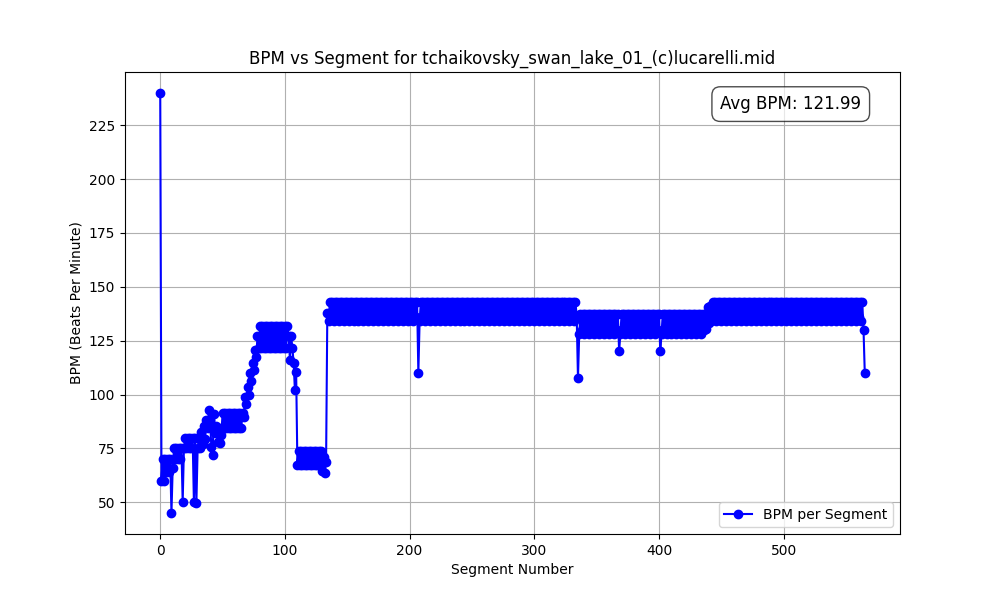 BPM vs Segment for tchaikovsky_swan_lake_01_(c)lucarelli.mid
Avg BPM: 121.99
BPM (Beats Per Minute)
225
200
175
150
125
100
75
50
BPM per Segment
0 100 200 300 400 500
Segment Number